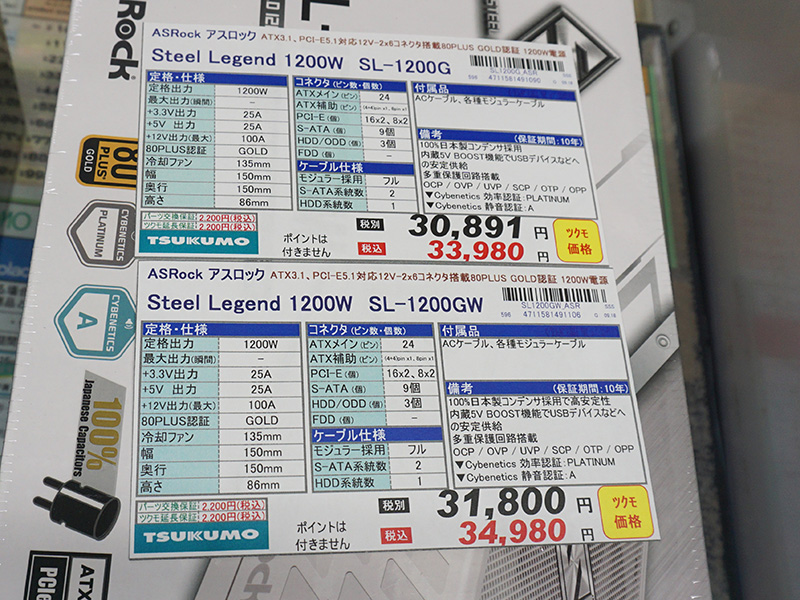 ASRock アスロック ATX3.1、PCI-E5.1対応12V-2x6コネクタ搭載80PLUS GOLD認証 1200W電源
Steel Legend 1200W SL-1200G
SL1200G_ASR
4711581491090
定格・仕様
定格出力 1200W
最大出力(瞬間) −
+3.3V出力 25A
+5V 出力 25A
+12V出力(最大) 100A
80PLUS認証 GOLD
冷却ファン 135mm
幅 150mm
奥行 150mm
高さ 86mm
コネクタ(ピン数・個数)
ATXメイン(ピン) 24
ATX補助(ピン) (4+4)pin x1, 8pin x1
PCI-E(個) 16x2、8x2
S-ATA(個) 9個
HDD/ODD(個) 3個
FDD(個) −
ケーブル仕様
モジュラー採用 フル
S-ATA系統数 2
HDD系統数 1
付属品
ACケーブル、各種モジュラーケーブル
備考 (保証期間:10年)
100%日本製コンデンサ採用
内蔵5V BOOST機能でUSBデバイスなどへ
の安定供給
多重保護回路搭載
OCP / OVP / UVP / SCP / OTP / OPP
▼Cybenetics 効率認証:PLATINUM
▼Cybenetics 静音認証:A
パーツ交換保証:2,200円(税込)
ツクモ延長保証:2,200円(税込)
TSUKUMO
ポイントは
付きません
税別 30,891 円
税込 33,980 円
ツクモ
価格
ASRock アスロック ATX3.1、PCI-E5.1対応12V-2x6コネクタ搭載80PLUS GOLD認証 1200W電源
Steel Legend 1200W SL-1200GW
SL1200GW_ASR
596 4711581491106
定格・仕様
定格出力 1200W
最大出力(瞬間) −
+3.3V出力 25A
+5V 出力 25A
+12V出力(最大) 100A
80PLUS認証 GOLD
冷却ファン 135mm
幅 150mm
奥行 150mm
高さ 86mm
コネクタ(ピン数・個数)
ATXメイン(ピン) 24
ATX補助(ピン) (4+4)pin x1, 8pin x1
PCI-E(個) 16x2、8x2
S-ATA(個) 9個
HDD/ODD(個) 3個
FDD(個) −
ケーブル仕様
モジュラー採用 フル
S-ATA系統数 2
HDD系統数 1
付属品
ACケーブル、各種モジュラーケーブル
備考 (保証期間:10年)
100%日本製コンデンサ採用で高安定性
内蔵5V BOOST機能でUSBデバイスなどへ
の安定供給
多重保護回路搭載
OCP / OVP / UVP / SCP / OTP / OPP
▼Cybenetics 効率認証:PLATINUM
▼Cybenetics 静音認証:A
パーツ交換保証:2,200円(税込)
ツクモ延長保証:2,200円(税込)
TSUKUMO
ポイントは
付きません
税別 31,800 円
税込 34,980 円
ツクモ
価格
80
PLUS
GOLD
CYBENETICS
PLATINUM
CYBENETICS
A
100%
Japanese Capacitors
ATX
PCIe